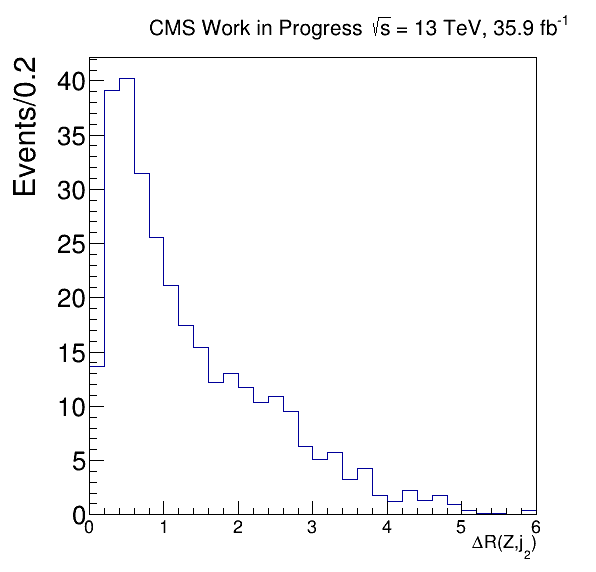 CMS Work in Progress √s = 13 TeV, 35.9 fb⁻¹
Events/0.2
40
35
30
25
20
15
10
5
0
0 1 2 3 4 5 6
ΔR(Z,j₂)